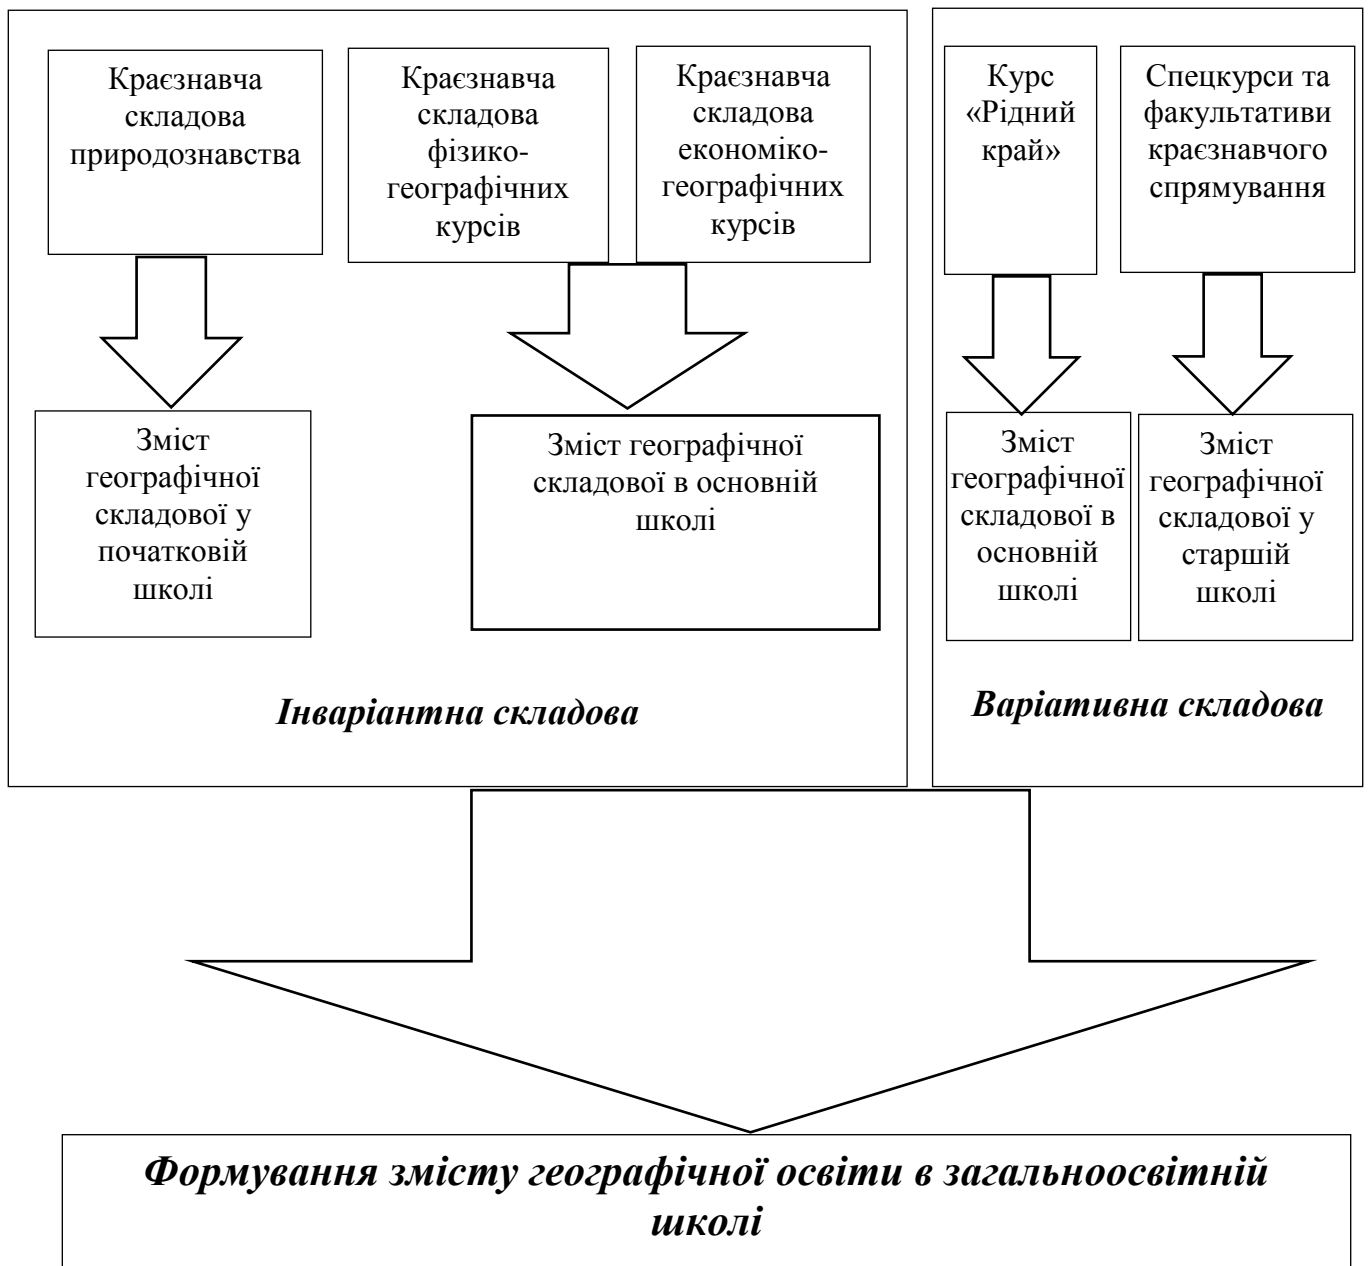 Краєзнавча
складова
природознавства
Краєзнавча
складова
фізико-
географічних
курсів
Краєзнавча
складова
економіко-
географічних
курсів
Курс
«Рідний
край»
Спецкурси та
факультативи
краєзнавчого
спрямування
Зміст
географічної
складової у
початковій
школі
Зміст географічної
складової в основній
школі
Зміст
географічної
складової в
основній
школі
Зміст
географічної
складової у
старшій
школі
Інваріантна складова
Варіативна складова
Формування змісту географічної освіти в загальноосвітній
школі